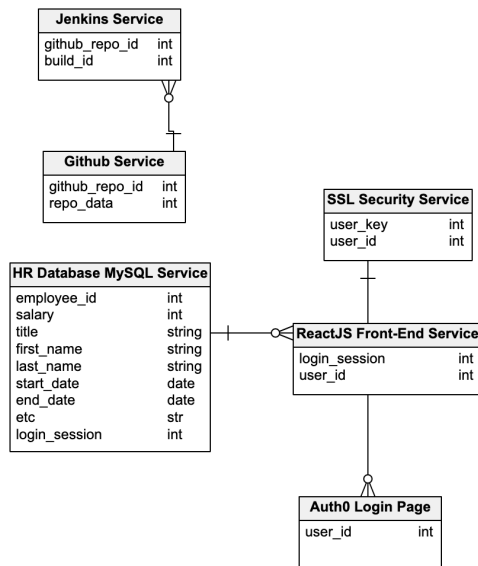 Jenkins Service
github_repo_id int
build_id int
Github Service
github_repo_id int
repo_data int
SSL Security Service
user_key int
user_id int
HR Database MySQL Service
employee_id int
salary int
title string
first_name string
last_name string
start_date date
end_date date
etc str
login_session int
ReactJS Front-End Service
login_session int
user_id int
Auth0 Login Page
user_id int